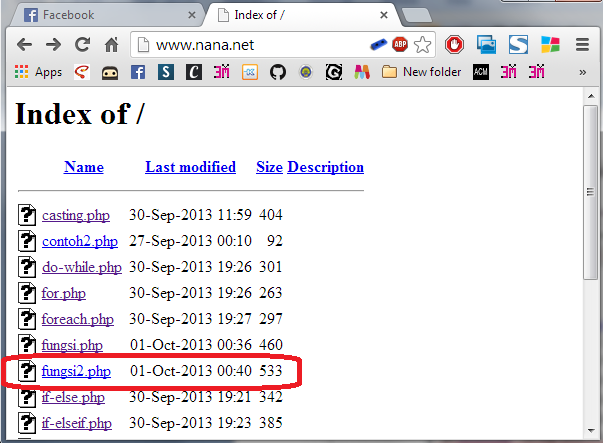 Facebook
Index of /
www.nana.net
ABP
Apps
S
C
ACM
New folder
»
Index of /
Name Last modified Size Description
casting.php 30-Sep-2013 11:59 404
contoh2.php 27-Sep-2013 00:10 92
do-while.php 30-Sep-2013 19:26 301
for.php 30-Sep-2013 19:26 263
foreach.php 30-Sep-2013 19:27 297
fungsi.php 01-Oct-2013 00:36 460
fungsi2.php 01-Oct-2013 00:40 533
if-else.php 30-Sep-2013 19:21 342
if-elseif.php 30-Sep-2013 19:23 385